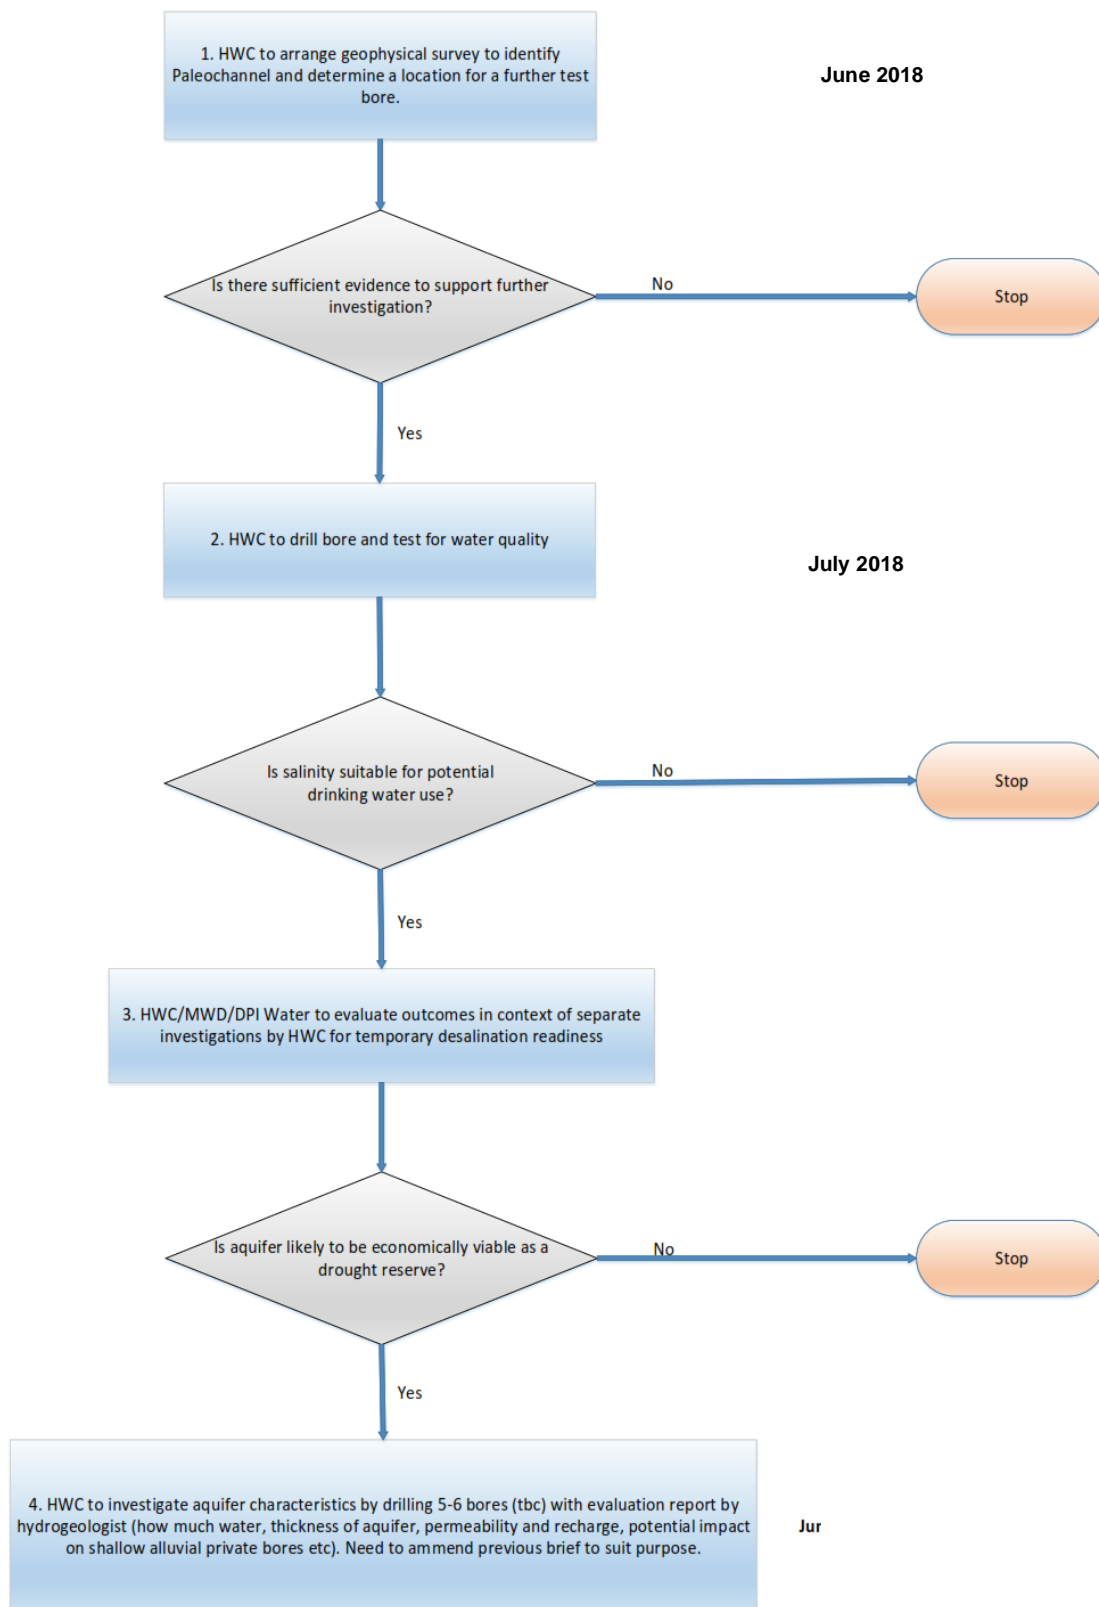 1. HWC to arrange geophysical survey to identify
Paleochannel and determine a location for a further test
bore.
June 2018
Is there sufficient evidence to support further
investigation?
No
Stop
Yes
2. HWC to drill bore and test for water quality
July 2018
Is salinity suitable for potential
drinking water use?
No
Stop
Yes
3. HWC/MWD/DPI Water to evaluate outcomes in context of separate
investigations by HWC for temporary desalination readiness
Is aquifer likely to be economically viable as a
drought reserve?
No
Stop
Yes
4. HWC to investigate aquifer characteristics by drilling 5-6 bores (tbc) with evaluation report by
hydrogeologist (how much water, thickness of aquifer, permeability and recharge, potential impact
on shallow alluvial private bores etc). Need to ammend previous brief to suit purpose.